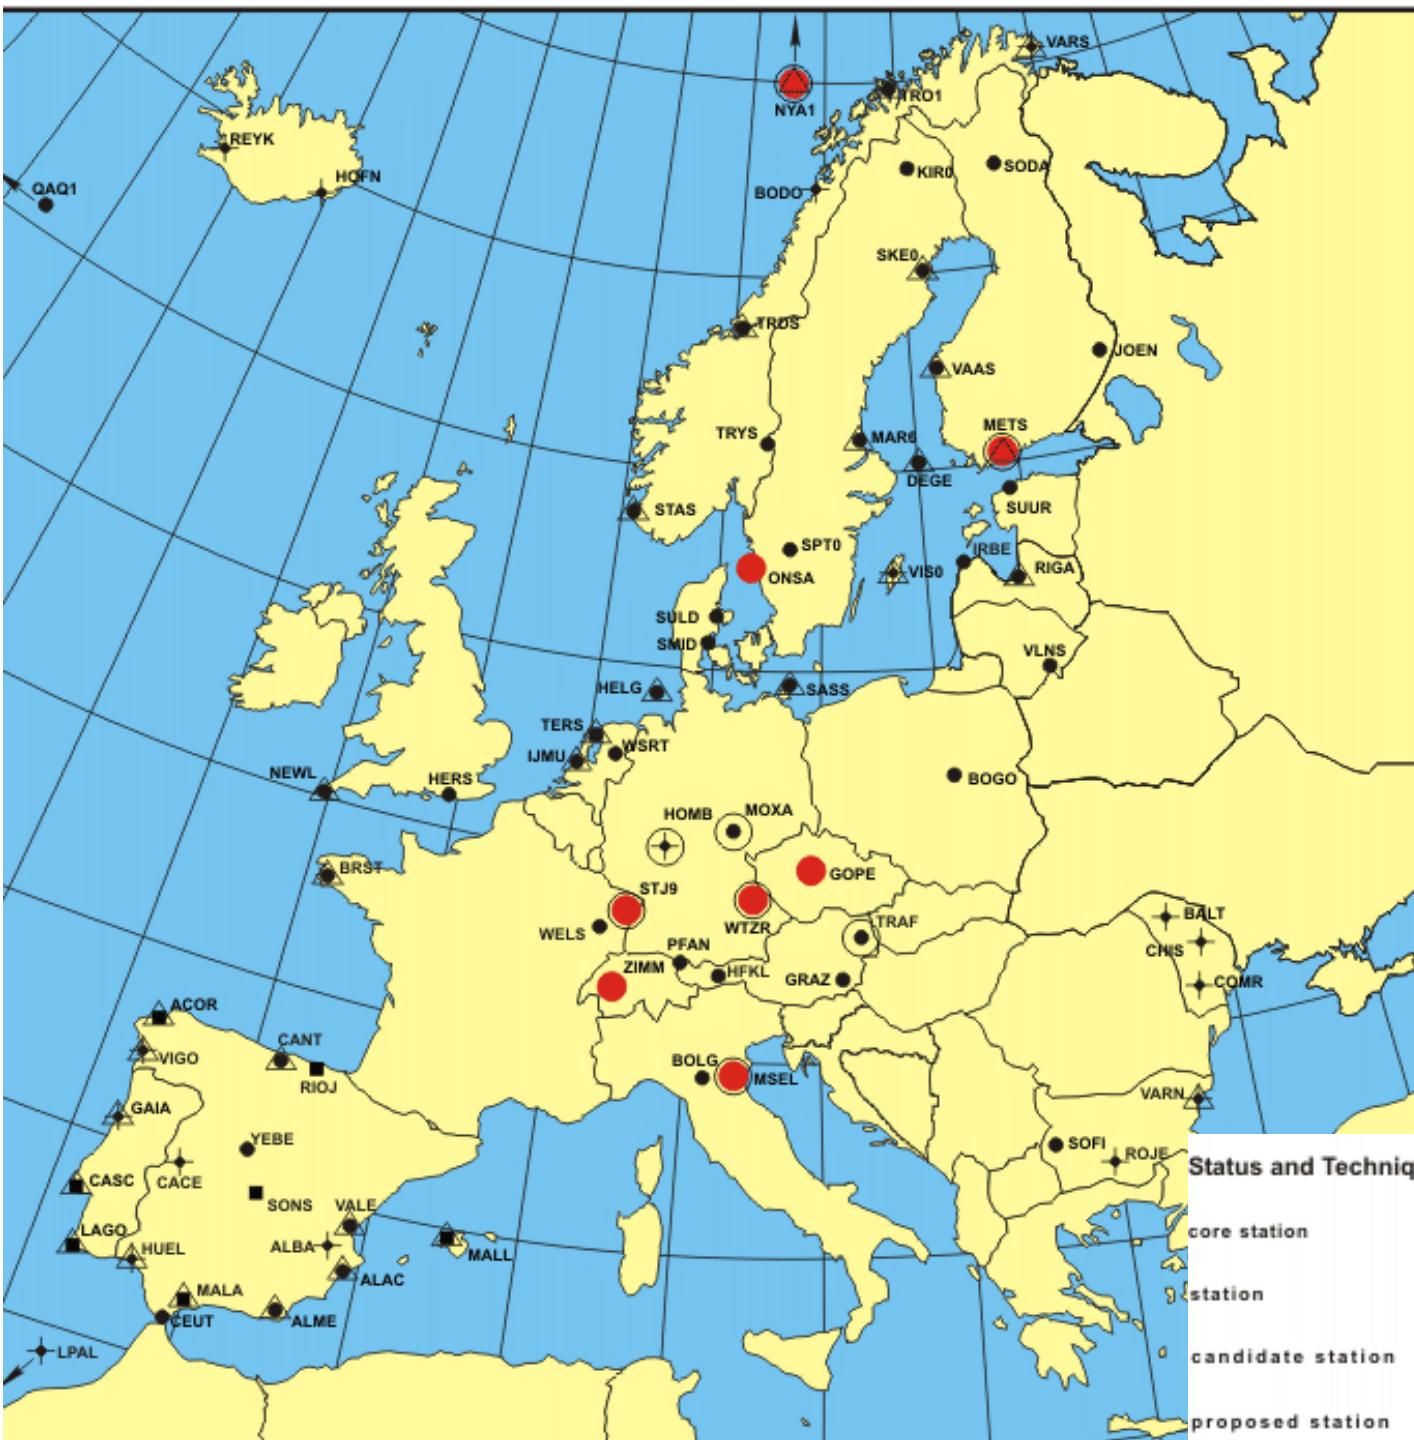 VARS
NYA1
TRO1
REYK
HOFN
QAQ1
KIR0
SODA
BODO
SKE0
TRDS
JOEN
VAAS
METS
TRYS
MAR6
DEGE
STAS
SUUR
SPT0
IRBE
ONSA
VIS0
RIGA
SULD
SMID
VLNS
HELG
SASS
TERS
WSRT
IJMU
NEWL
HERS
BOGO
HOMB
MOXA
BRST
GOPE
STJ9
WTZR
TRAF
BALT
WELS
PFAN
CHIS
ZIMM
HFKL
GRAZ
COMR
ACOR
CANT
VIGO
RIOJ
BOLG
MSEL
VARN
GAIA
YEBE
SOFI
ROJE
CASC
CACE
SONS
VALE
LAGO
HUEL
ALBA
MALL
ALAC
MALA
CEUT
ALME
LPAL
Status and Techniq
core station
station
candidate station
proposed station